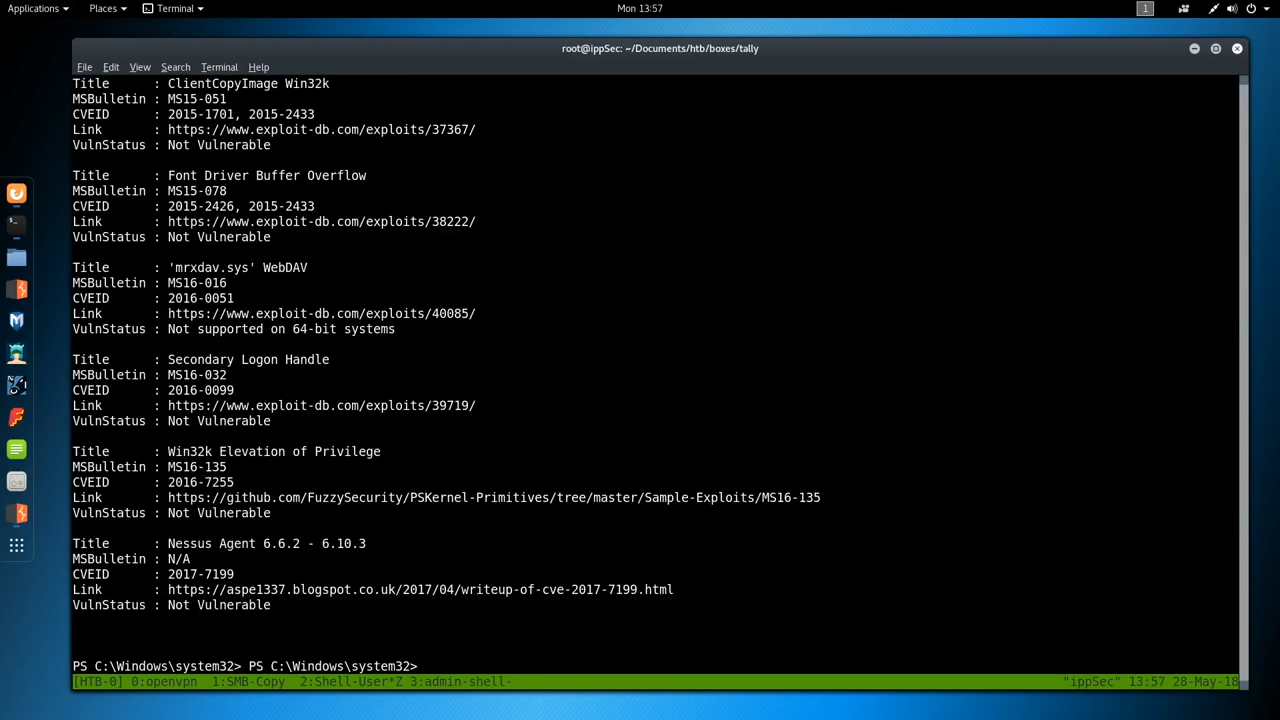 Applications Places Terminal Mon 13:57 1
root@ippSec: ~/Documents/htb/boxes/tally
File Edit View Search Terminal Help
Title      : ClientCopyImage Win32k
MSBulletin : MS15-051
CVEID      : 2015-1701, 2015-2433
Link       : https://www.exploit-db.com/exploits/37367/
VulnStatus : Not Vulnerable
Title      : Font Driver Buffer Overflow
MSBulletin : MS15-078
CVEID      : 2015-2426, 2015-2433
Link       : https://www.exploit-db.com/exploits/38222/
VulnStatus : Not Vulnerable
Title      : 'mrxdav.sys' WebDAV
MSBulletin : MS16-016
CVEID      : 2016-0051
Link       : https://www.exploit-db.com/exploits/40085/
VulnStatus : Not supported on 64-bit systems
Title      : Secondary Logon Handle
MSBulletin : MS16-032
CVEID      : 2016-0099
Link       : https://www.exploit-db.com/exploits/39719/
VulnStatus : Not Vulnerable
Title      : Win32k Elevation of Privilege
MSBulletin : MS16-135
CVEID      : 2016-7255
Link       : https://github.com/FuzzySecurity/PSKernel-Primitives/tree/master/Sample-Exploits/MS16-135
VulnStatus : Not Vulnerable
Title      : Nessus Agent 6.6.2 - 6.10.3
MSBulletin : N/A
CVEID      : 2017-7199
Link       : https://aspe1337.blogspot.co.uk/2017/04/writeup-of-cve-2017-7199.html
VulnStatus : Not Vulnerable
PS C:\Windows\system32> PS C:\Windows\system32>
[HTB-0] 0:openvpn  1:SMB-Copy  2:Shell-User*Z 3:admin-shell- "ippSec" 13:57 28-May-18